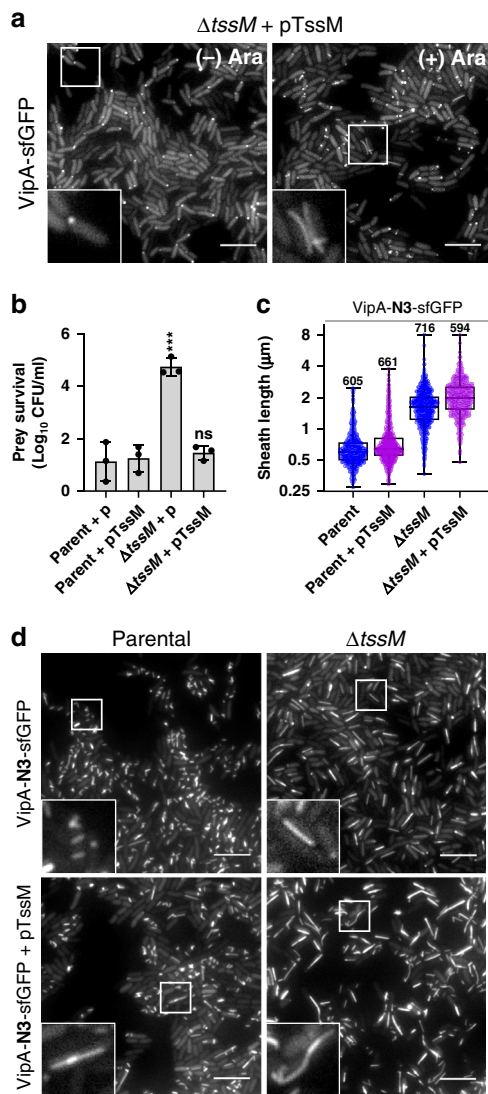 a
ΔtssM + pTssM
(–) Ara
(+) Ara
VipA-sfGFP
b
Prey survival
(Log10 CFU/ml)
6
4
2
0
***
ns
Parent + p
Parent + pTssM
ΔtssM + p
ΔtssM + pTssM
c
VipA-N3-sfGFP
Sheath length (μm)
8
4
2
1
0.5
0.25
605
661
716
594
Parent
Parent + pTssM
ΔtssM
ΔtssM + pTssM
d
Parental
ΔtssM
VipA-N3-sfGFP
VipA-N3-sfGFP + pTssM